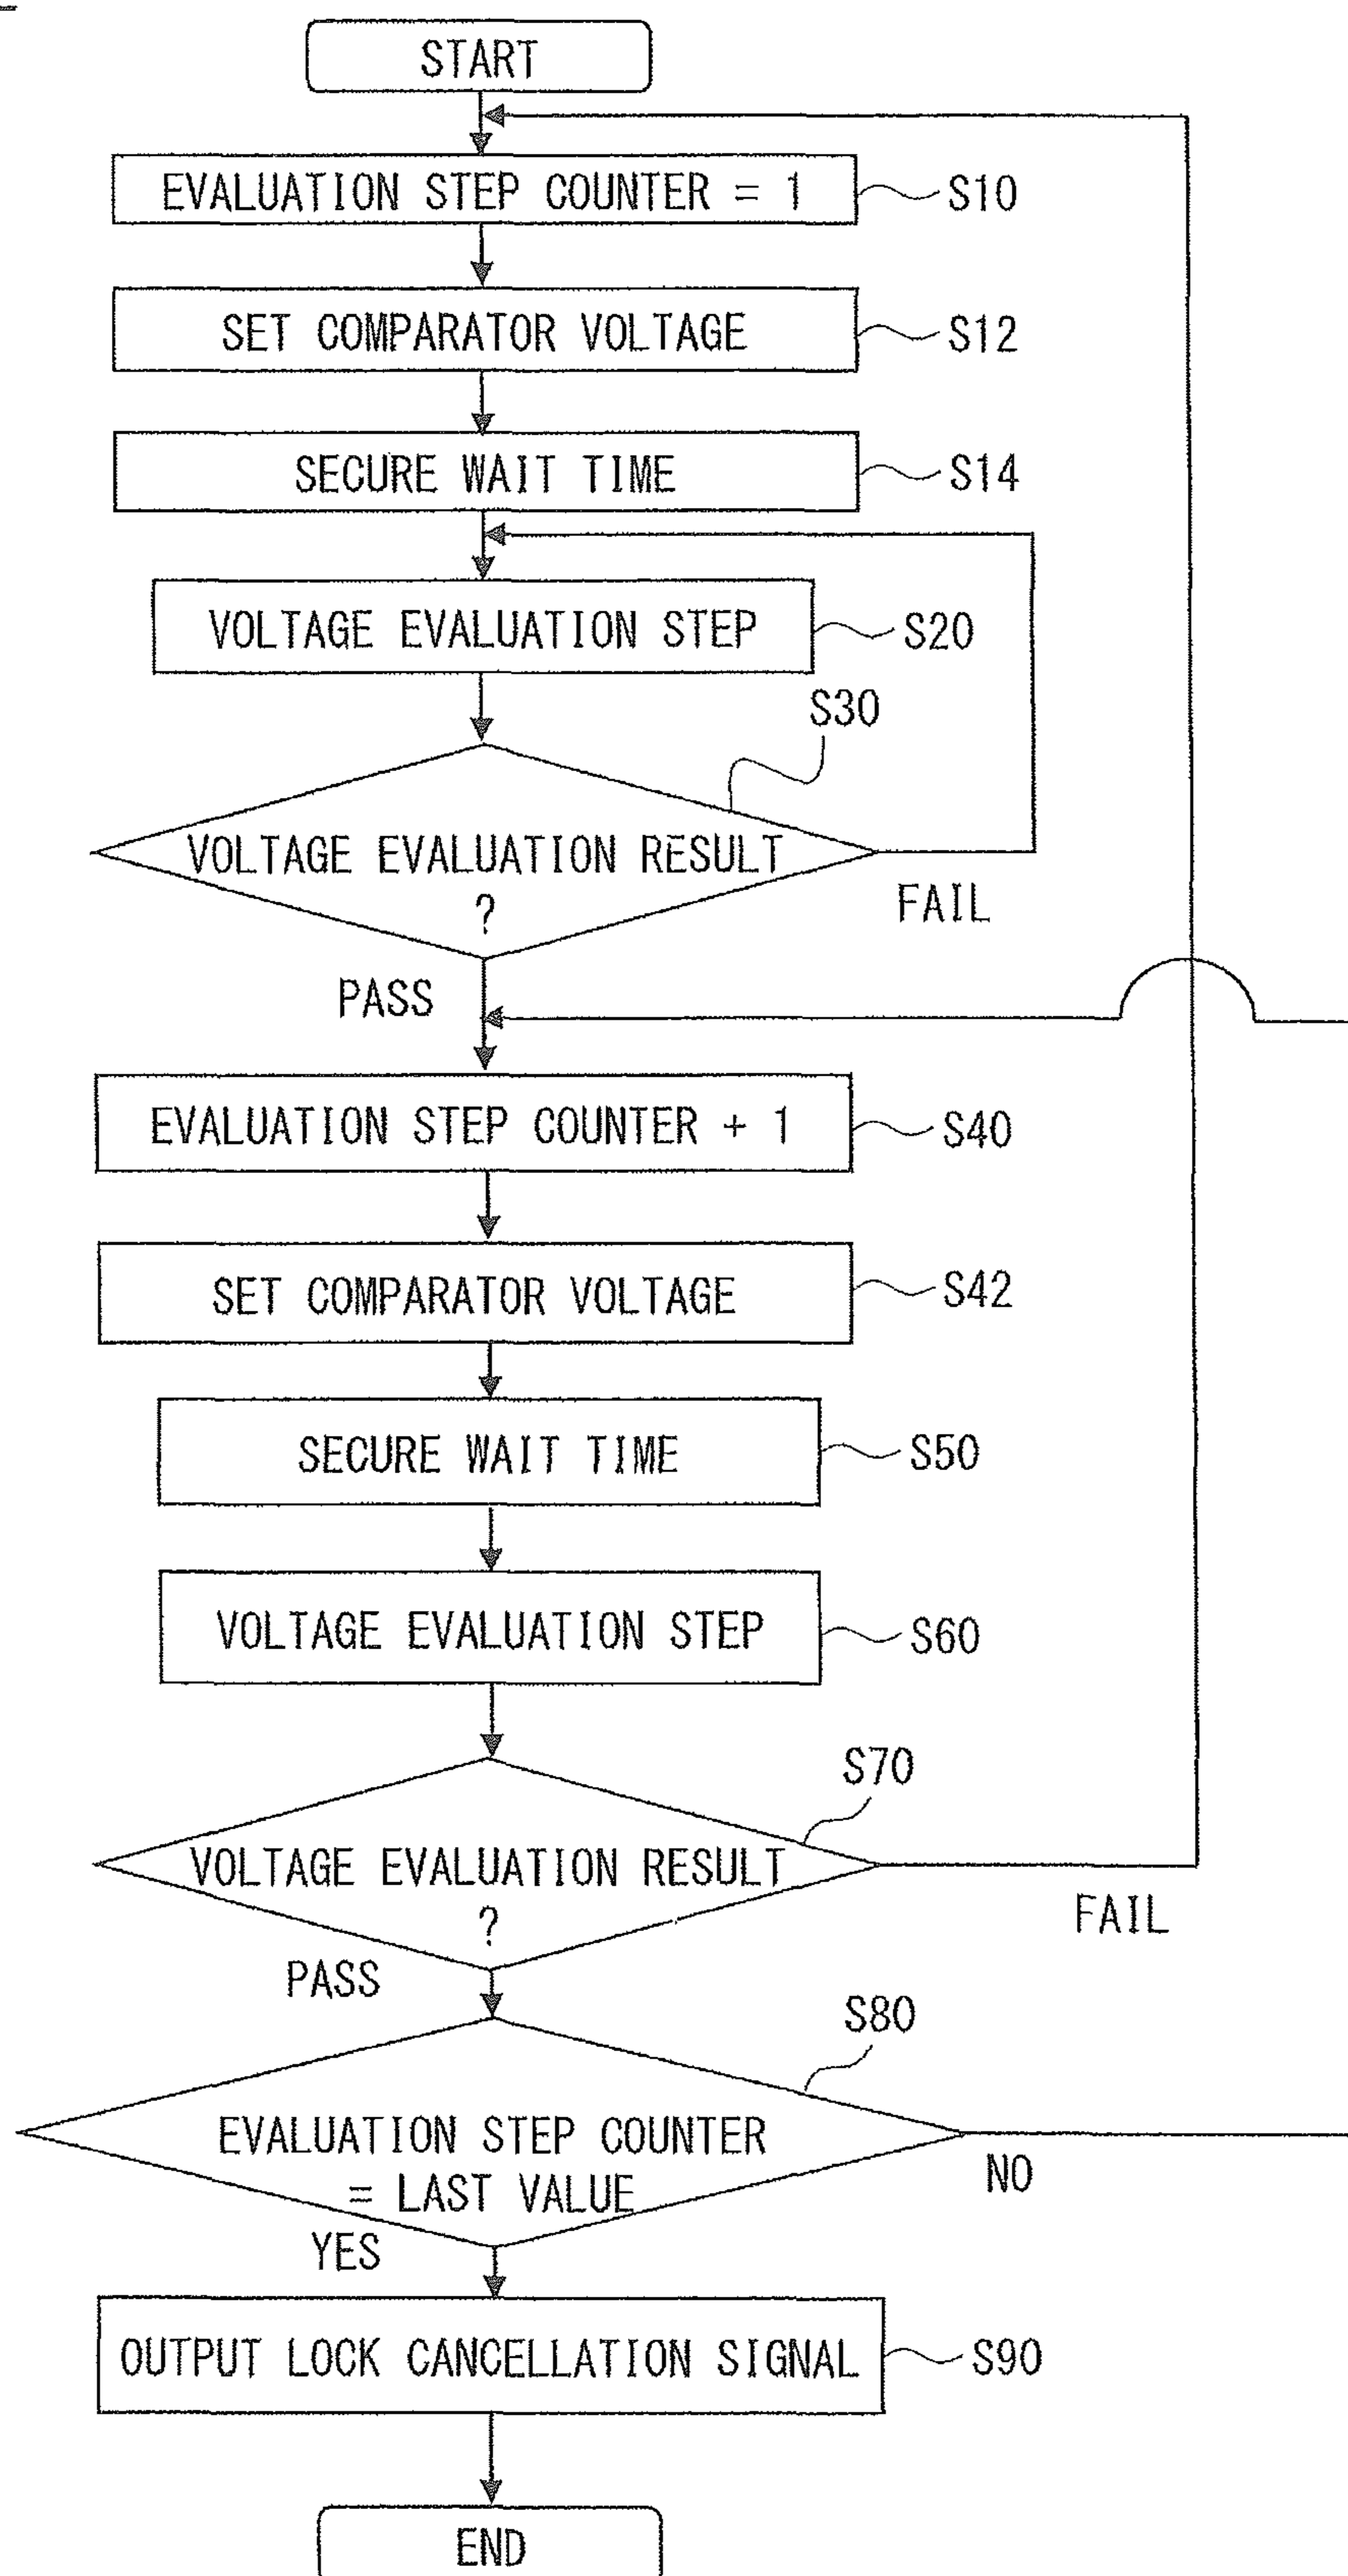 START
EVALUATION STEP COUNTER = 1
S10
SET COMPARATOR VOLTAGE
S12
SECURE WAIT TIME
S14
VOLTAGE EVALUATION STEP
S20
S30
VOLTAGE EVALUATION RESULT
?
FAIL
PASS
EVALUATION STEP COUNTER + 1
S40
SET COMPARATOR VOLTAGE
S42
SECURE WAIT TIME
S50
VOLTAGE EVALUATION STEP
S60
S70
VOLTAGE EVALUATION RESULT
?
FAIL
PASS
S80
EVALUATION STEP COUNTER
= LAST VALUE
NO
YES
OUTPUT LOCK CANCELLATION SIGNAL
S90
END